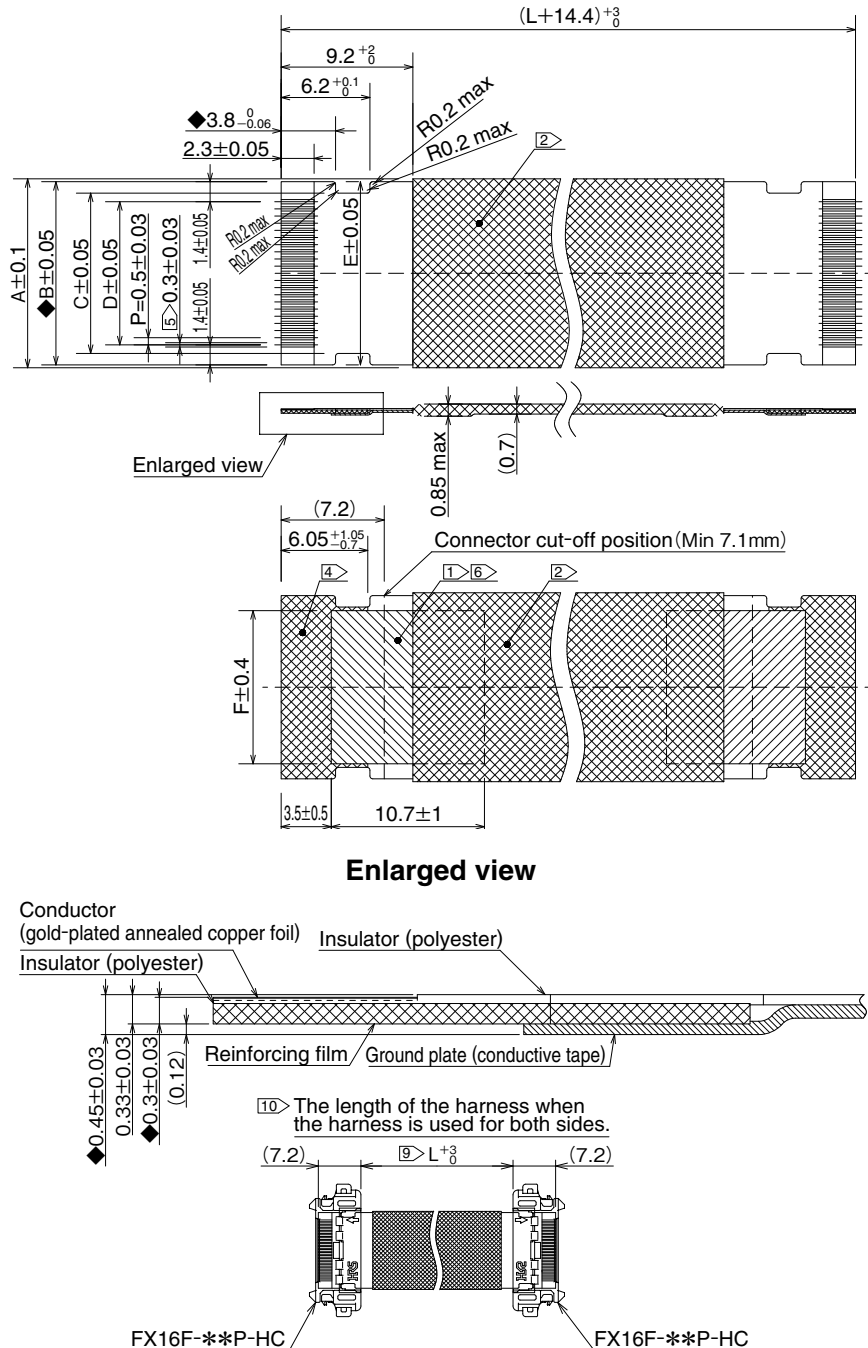 (L+14.4) +3 0
9.2 +2 0
6.2 +0.1 0
◆3.8 0 -0.06
2.3±0.05
R0.2 max
R0.2 max
2
A±0.1
◆B±0.05
C±0.05
D±0.05
P=0.5±0.03
5 0.3±0.03
1.4±0.05
1.4±0.05
R0.2 max
R0.2 max
E±0.05
Enlarged view
0.85 max
(0.7)
(7.2)
6.05 +1.05 -0.7
Connector cut-off position(Min 7.1mm)
4
1 6
2
F±0.4
3.5±0.5
10.7±1
Enlarged view
Conductor
(gold-plated annealed copper foil)
Insulator (polyester)
Insulator (polyester)
Reinforcing film
Ground plate (conductive tape)
◆0.45±0.03
0.33±0.03
◆0.3±0.03
(0.12)
10 The length of the harness when
the harness is used for both sides.
(7.2)
9 L +3 0
(7.2)
HRS
HRS
FX16F-**P-HC
FX16F-**P-HC